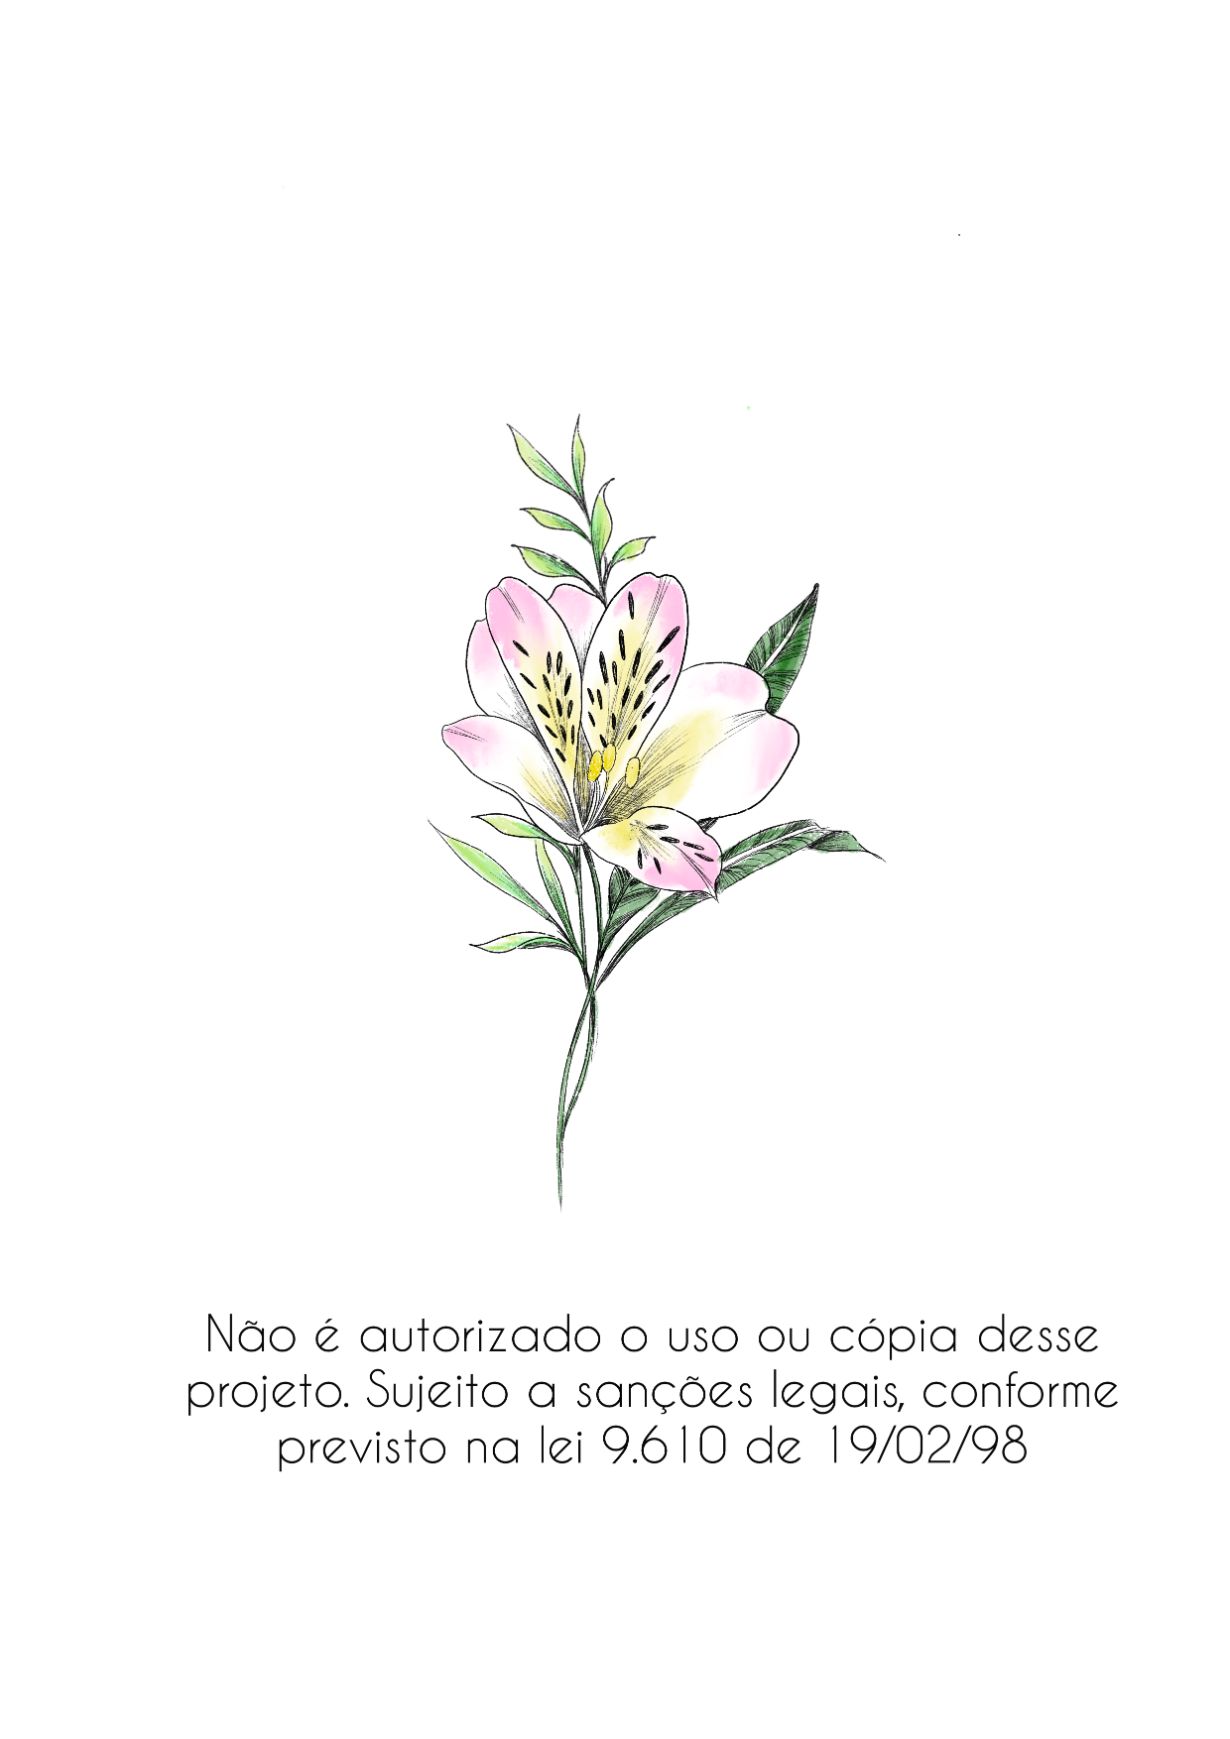 Não é autorizado o uso ou cópia desse
projeto. Sujeito a sanções legais, conforme
previsto na lei 9.610 de 19/02/98